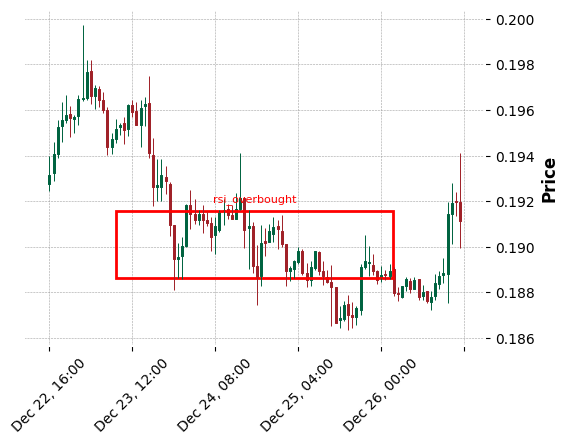 0.200
0.198
0.196
0.194
rsi_overbought
0.192
0.190
0.188
0.186
Price
Dec 22, 16:00
Dec 23, 12:00
Dec 24, 08:00
Dec 25, 04:00
Dec 26, 00:00